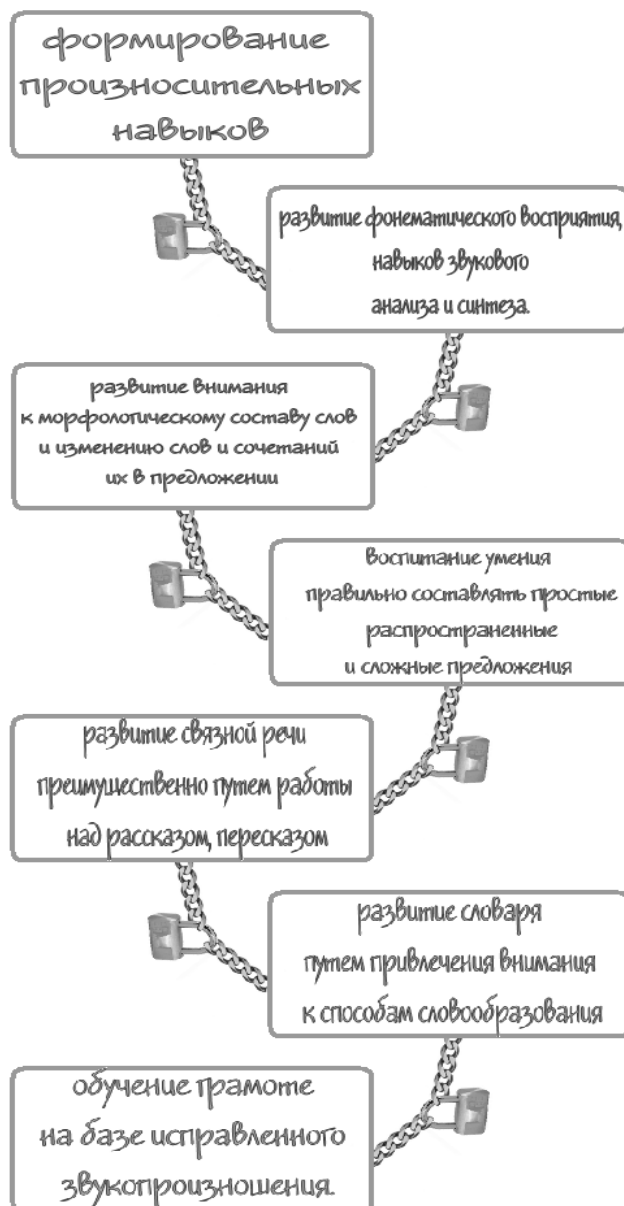 формирование
произносительных
навыков
развитие фонематического восприятия,
навыков звукового
анализа и синтеза.
развитие внимания
к морфологическому составу слов
и изменению слов и сочетаний
их в предложении
воспитание умения
правильно составлять простые
распространенные
и сложные предложения
развитие связной речи
преимущественно путем работы
над рассказом, пересказом
развитие словаря
путем привлечения внимания
к способам словообразования
обучение грамоте
на базе исправленного
звукопроизношения.